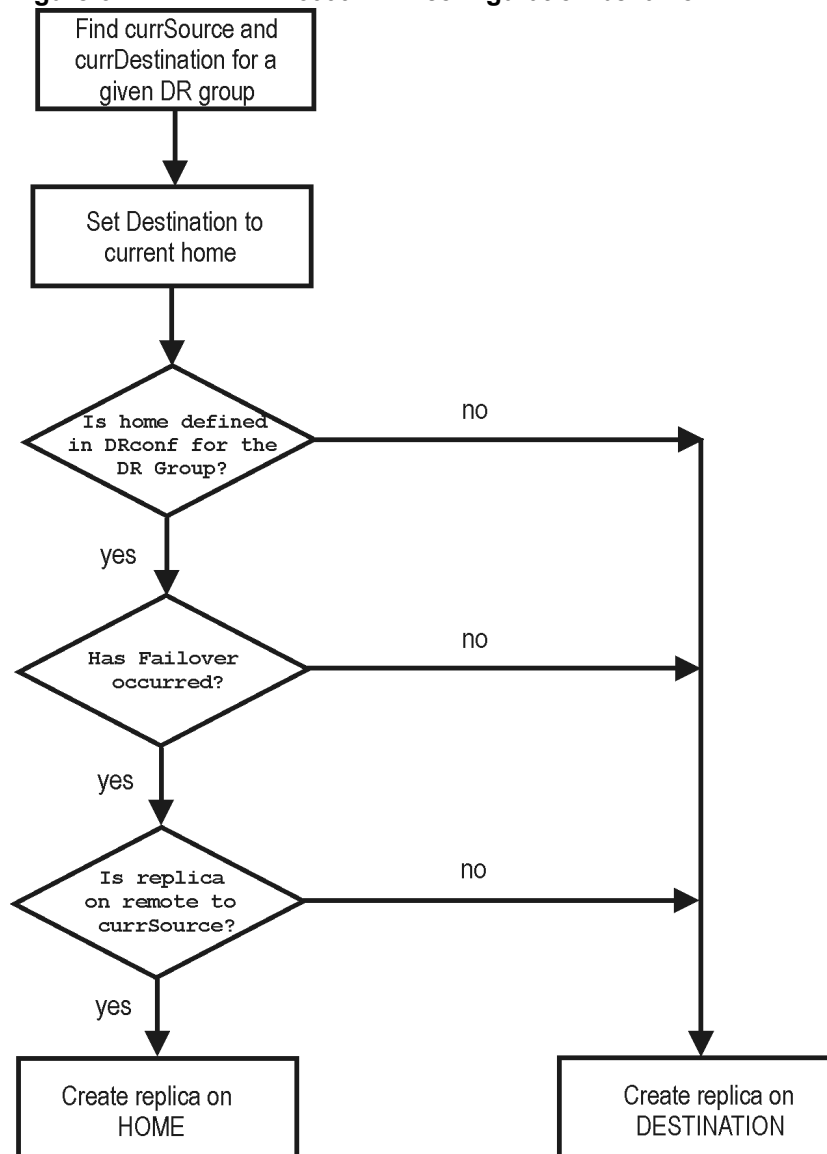 Find currSource and
currDestination for a
given DR group
Set Destination to
current home
Is home defined
in DRconf for the
DR Group?
no
yes
Has Failover
occurred?
no
yes
Is replica
on remote to
currSource?
no
yes
Create replica on
HOME
Create replica on
DESTINATION